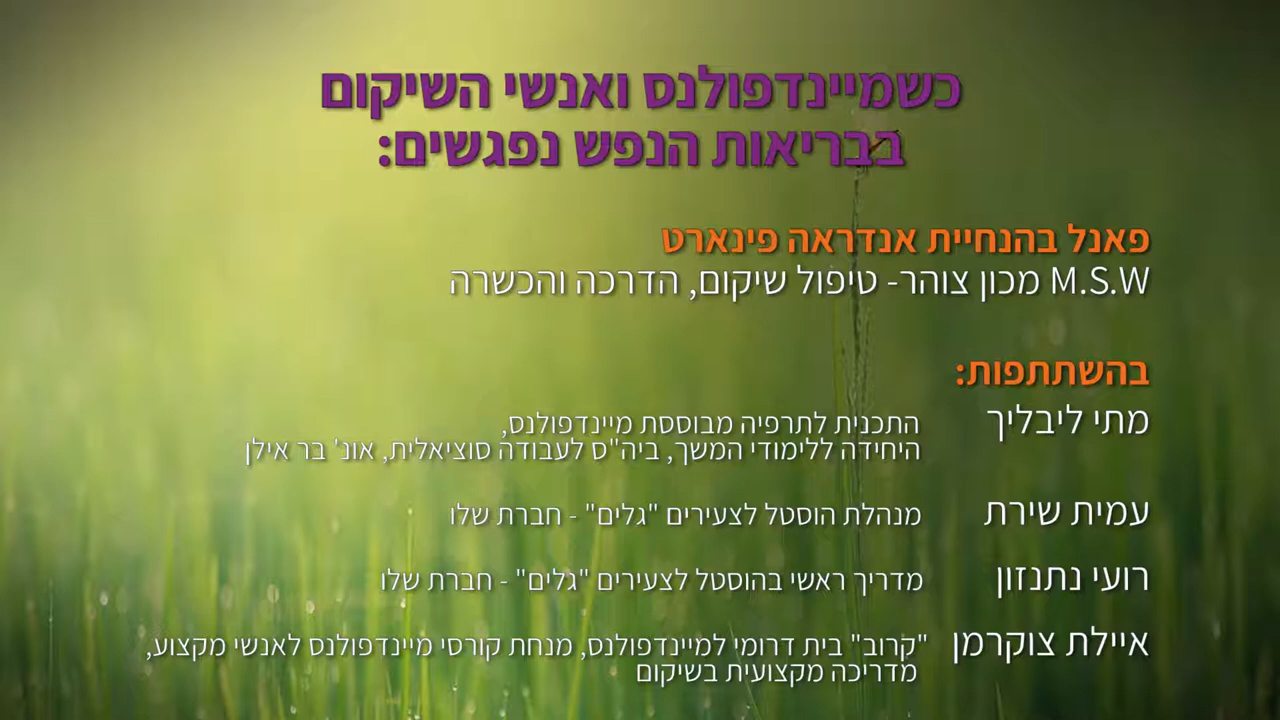 כשמיינדפולנס ואנשי השיקום
בבריאות הנפש נפגשים:
פאנל בהנחיית אנדראה פינארט
M.S.W מכון צוהר- טיפול שיקום, הדרכה והכשרה
בהשתתפות:
מתי ליבליך התכנית לתרפיה מבוססת מיינדפולנס,
היחידה ללימודי המשך, ביה"ס לעבודה סוציאלית, אונ' בר אילן
עמית שירת מנהלת הוסטל לצעירים "גלים" - חברת שלו
רועי נתנזון מדריך ראשי בהוסטל לצעירים "גלים" - חברת שלו
איילת צוקרמן "קרוב" בית דרומי למיינדפולנס, מנחת קורסי מיינדפולנס לאנשי מקצוע,
מדריכה מקצועית בשיקום